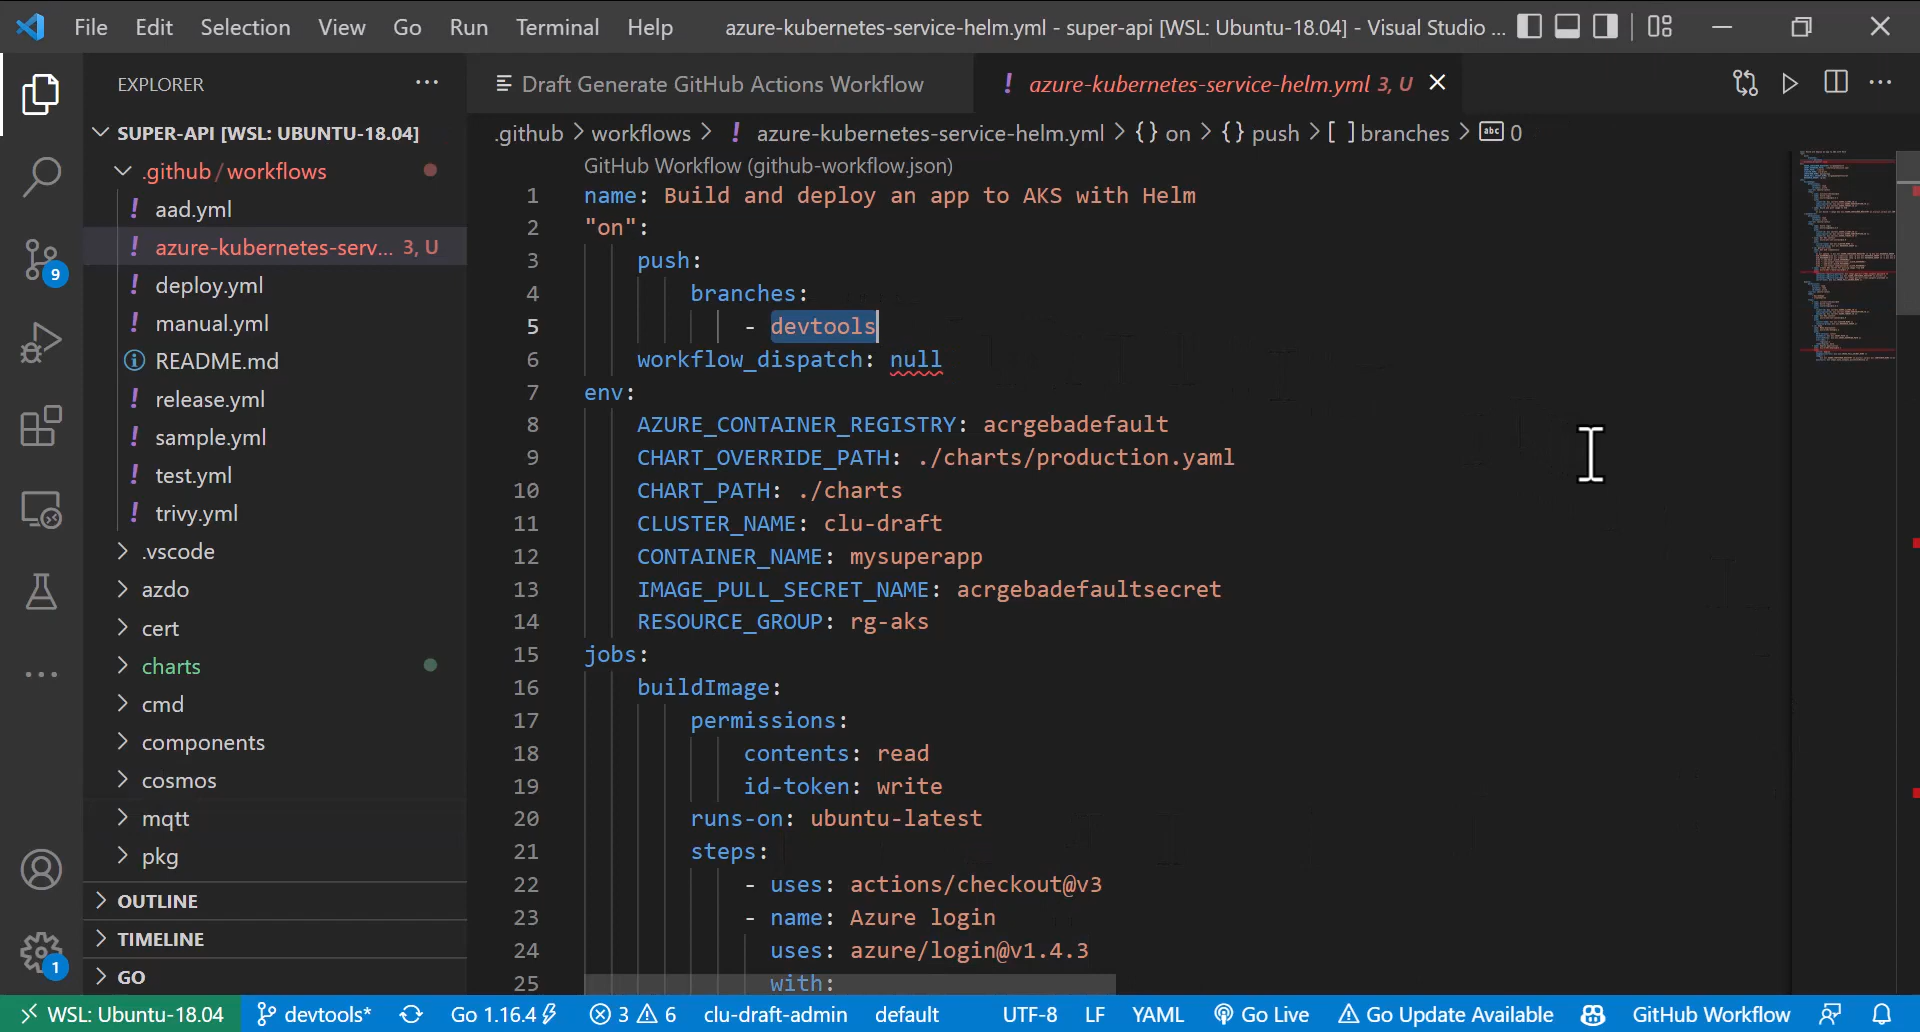 File Edit Selection View Go Run Terminal Help azure-kubernetes-service-helm.yml - super-api [WSL: Ubuntu-18.04] - Visual Studio ...
EXPLORER
Draft Generate GitHub Actions Workflow
! azure-kubernetes-service-helm.yml 3, U
SUPER-API [WSL: UBUNTU-18.04]
.github / workflows
! aad.yml
! azure-kubernetes-serv... 3, U
! deploy.yml
! manual.yml
README.md
! release.yml
! sample.yml
! test.yml
! trivy.yml
.vscode
azdo
cert
charts
cmd
components
cosmos
mqtt
pkg
OUTLINE
TIMELINE
GO
9
1
.github > workflows > ! azure-kubernetes-service-helm.yml > {} on > {} push > [ ] branches > abc 0
GitHub Workflow (github-workflow.json)
1 name: Build and deploy an app to AKS with Helm
2 "on":
3 push:
4 branches:
5 - devtools
6 workflow_dispatch: null
7 env:
8 AZURE_CONTAINER_REGISTRY: acrgebadefault
9 CHART_OVERRIDE_PATH: ./charts/production.yaml
10 CHART_PATH: ./charts
11 CLUSTER_NAME: clu-draft
12 CONTAINER_NAME: mysuperapp
13 IMAGE_PULL_SECRET_NAME: acrgebadefaultsecret
14 RESOURCE_GROUP: rg-aks
15 jobs:
16 buildImage:
17 permissions:
18 contents: read
19 id-token: write
20 runs-on: ubuntu-latest
21 steps:
22 - uses: actions/checkout@v3
23 - name: Azure login
24 uses: azure/login@v1.4.3
25 with:
WSL: Ubuntu-18.04 devtools* Go 1.16.4 3 6 clu-draft-admin default UTF-8 LF YAML Go Live Go Update Available GitHub Workflow